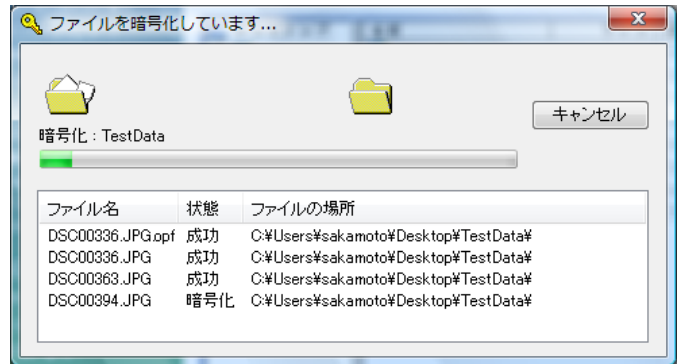 ファイルを暗号化しています...
キャンセル
暗号化 : TestData
ファイル名 状態 ファイルの場所
DSC00336.JPG.opf 成功 C:¥Users¥sakamoto¥Desktop¥TestData¥
DSC00336.JPG 成功 C:¥Users¥sakamoto¥Desktop¥TestData¥
DSC00363.JPG 成功 C:¥Users¥sakamoto¥Desktop¥TestData¥
DSC00394.JPG 暗号化 C:¥Users¥sakamoto¥Desktop¥TestData¥